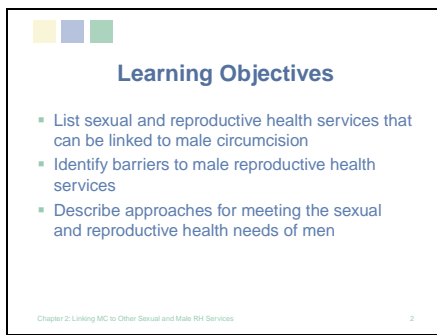 Learning Objectives
▪ List sexual and reproductive health services that
can be linked to male circumcision
▪ Identify barriers to male reproductive health
services
▪ Describe approaches for meeting the sexual
and reproductive health needs of men
Chapter 2: Linking MC to Other Sexual and Male RH Services 2